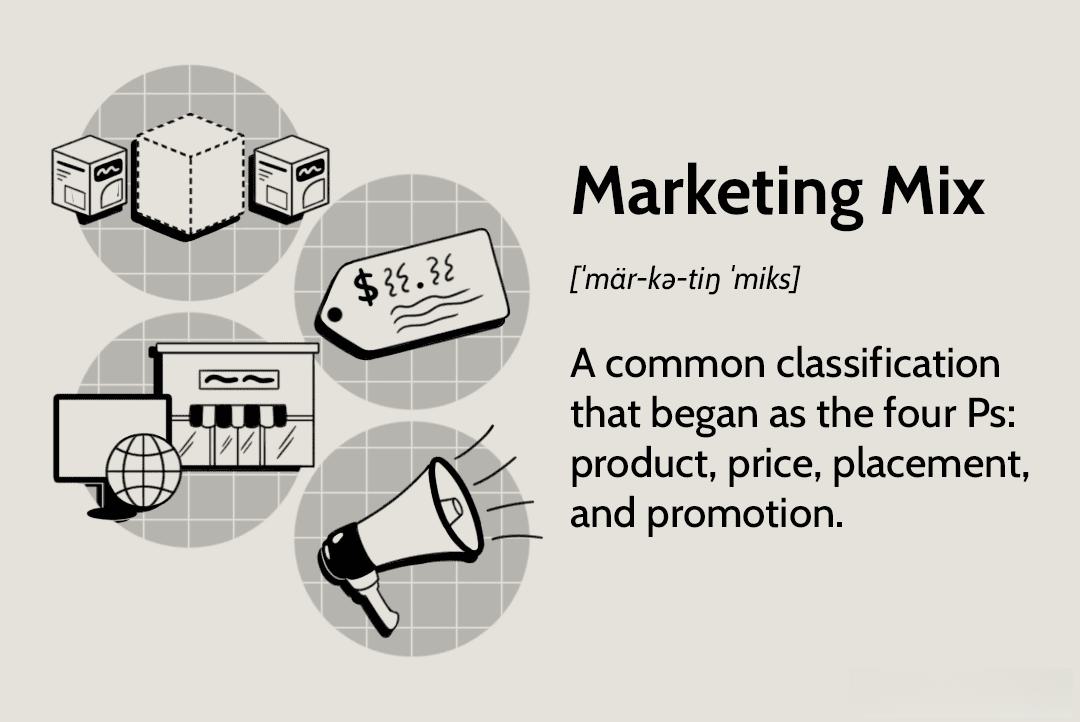 Marketing Mix
[ˈmär-kə-tiŋ ˈmiks]
A common classification
that began as the four Ps:
product, price, placement,
and promotion.
$